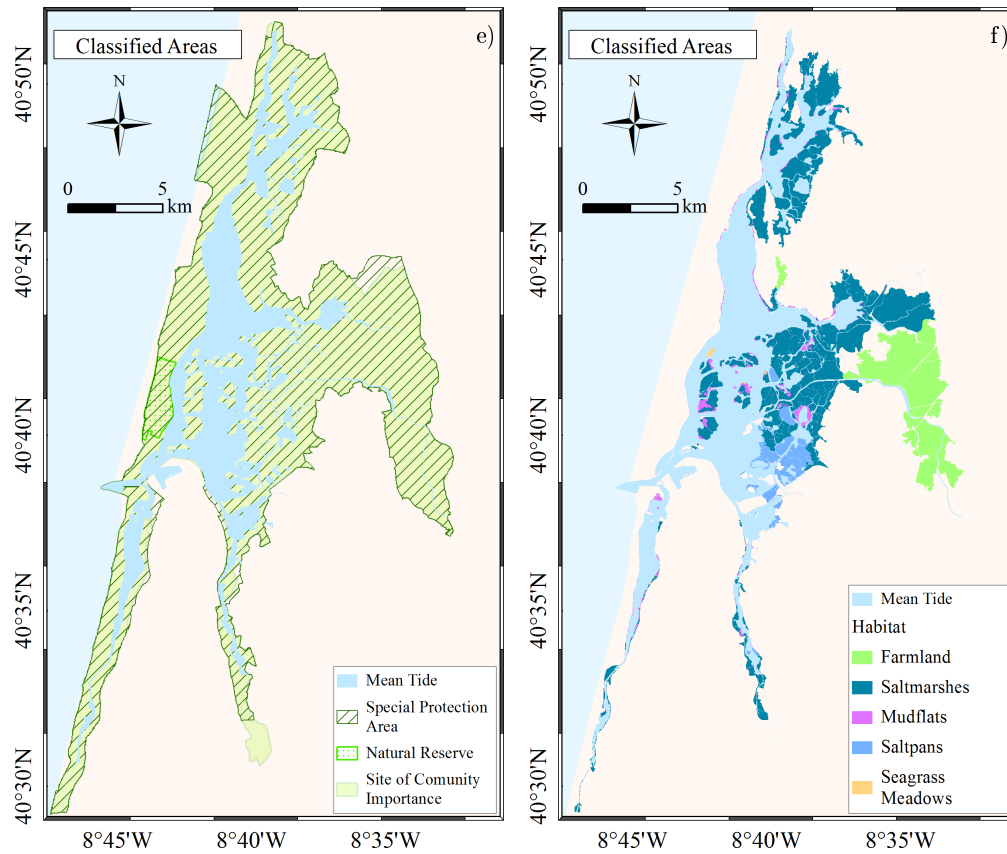 e)
Classified Areas
N
0 5
km
40°50'N
40°45'N
40°40'N
40°35'N
40°30'N
Mean Tide
Special Protection
Area
Natural Reserve
Site of Comunity
Importance
8°45'W 8°40'W 8°35'W
f)
Classified Areas
N
0 5
km
40°50'N
40°45'N
40°40'N
40°35'N
40°30'N
Mean Tide
Habitat
Farmland
Saltmarshes
Mudflats
Saltpans
Seagrass
Meadows
8°45'W 8°40'W 8°35'W